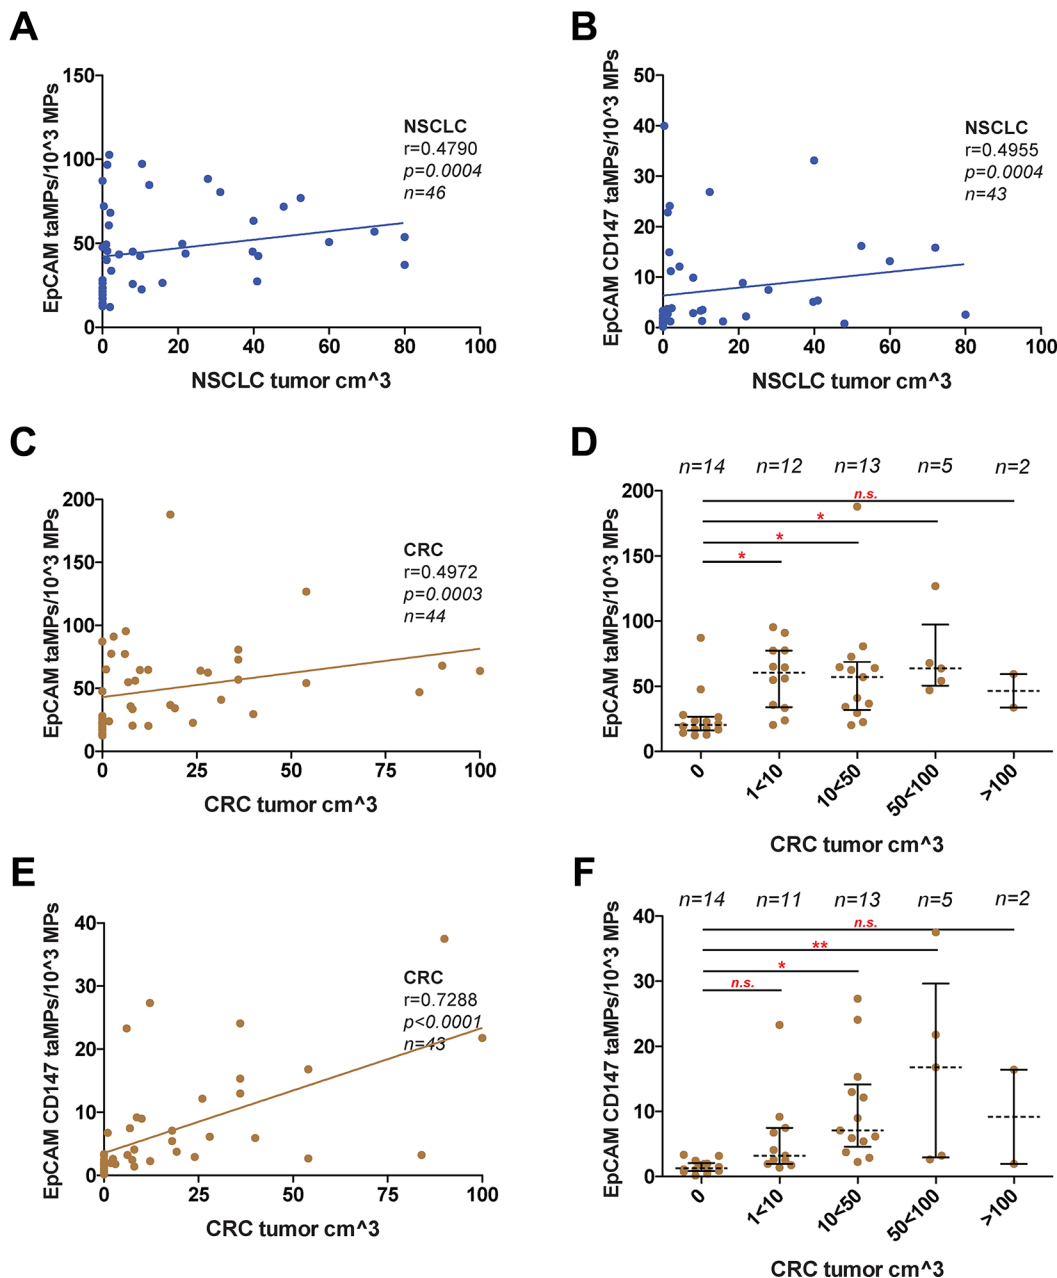 A
EpCAM taMPs/10^3 MPs
150
100
50
0
0 20 40 60 80 100
NSCLC tumor cm^3
NSCLC
r=0.4790
p=0.0004
n=46
B
EpCAM CD147 taMPs/10^3 MPs
50
40
30
20
10
0
0 20 40 60 80 100
NSCLC tumor cm^3
NSCLC
r=0.4955
p=0.0004
n=43
C
EpCAM taMPs/10^3 MPs
200
150
100
50
0
0 25 50 75 100
CRC tumor cm^3
CRC
r=0.4972
p=0.0003
n=44
D
n=14 n=12 n=13 n=5 n=2
EpCAM taMPs/10^3 MPs
200
150
100
50
0
n.s.
*
*
*
0 1<10 10<50 50<100 >100
CRC tumor cm^3
E
EpCAM CD147 taMPs/10^3 MPs
40
30
20
10
0
0 25 50 75 100
CRC tumor cm^3
CRC
r=0.7288
p<0.0001
n=43
F
n=14 n=11 n=13 n=5 n=2
EpCAM CD147 taMPs/10^3 MPs
40
30
20
10
0
n.s.
**
*
n.s.
0 1<10 10<50 50<100 >100
CRC tumor cm^3